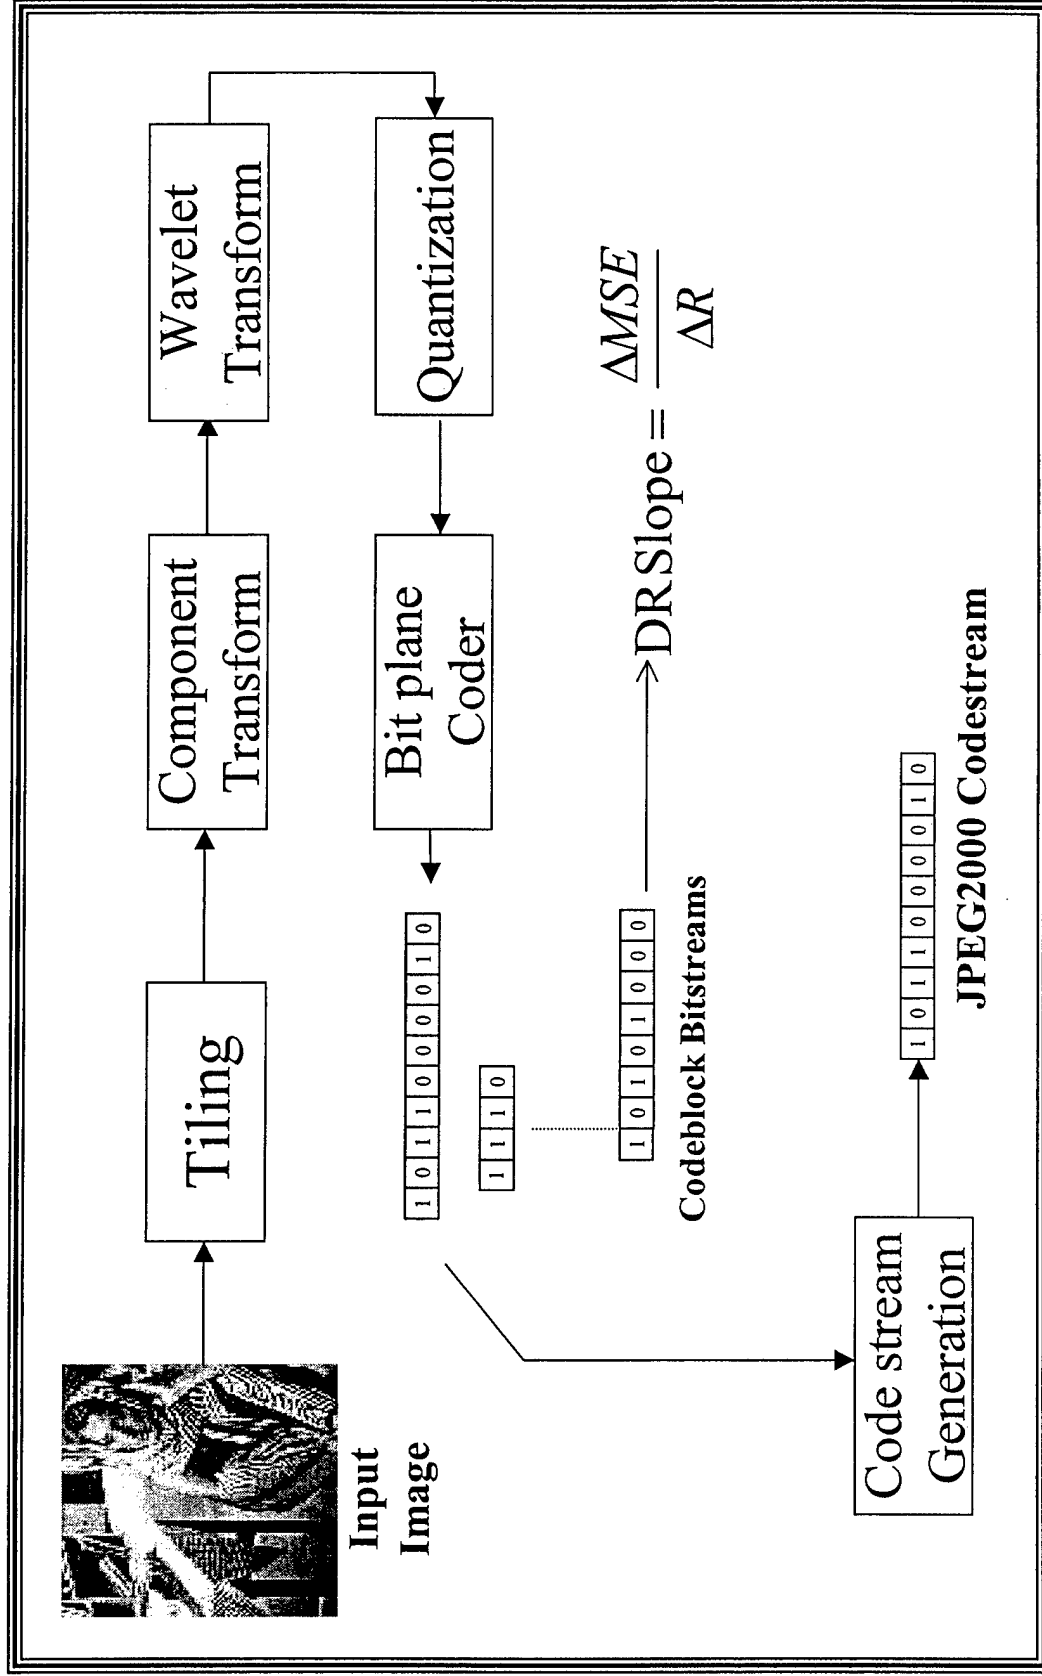 Input
Image
Tiling
Component
Transform
Wavelet
Transform
Quantization
Bit plane
Coder
1 0 1 1 0 0 0 0 1 0
1 1 1 0
1 0 1 0 1 0 0 0
Codeblock Bitstreams
DRSlope = ΔMSE
ΔR
Code stream
Generation
1 0 1 1 0 0 0 0 1 0
JPEG2000 Codestream